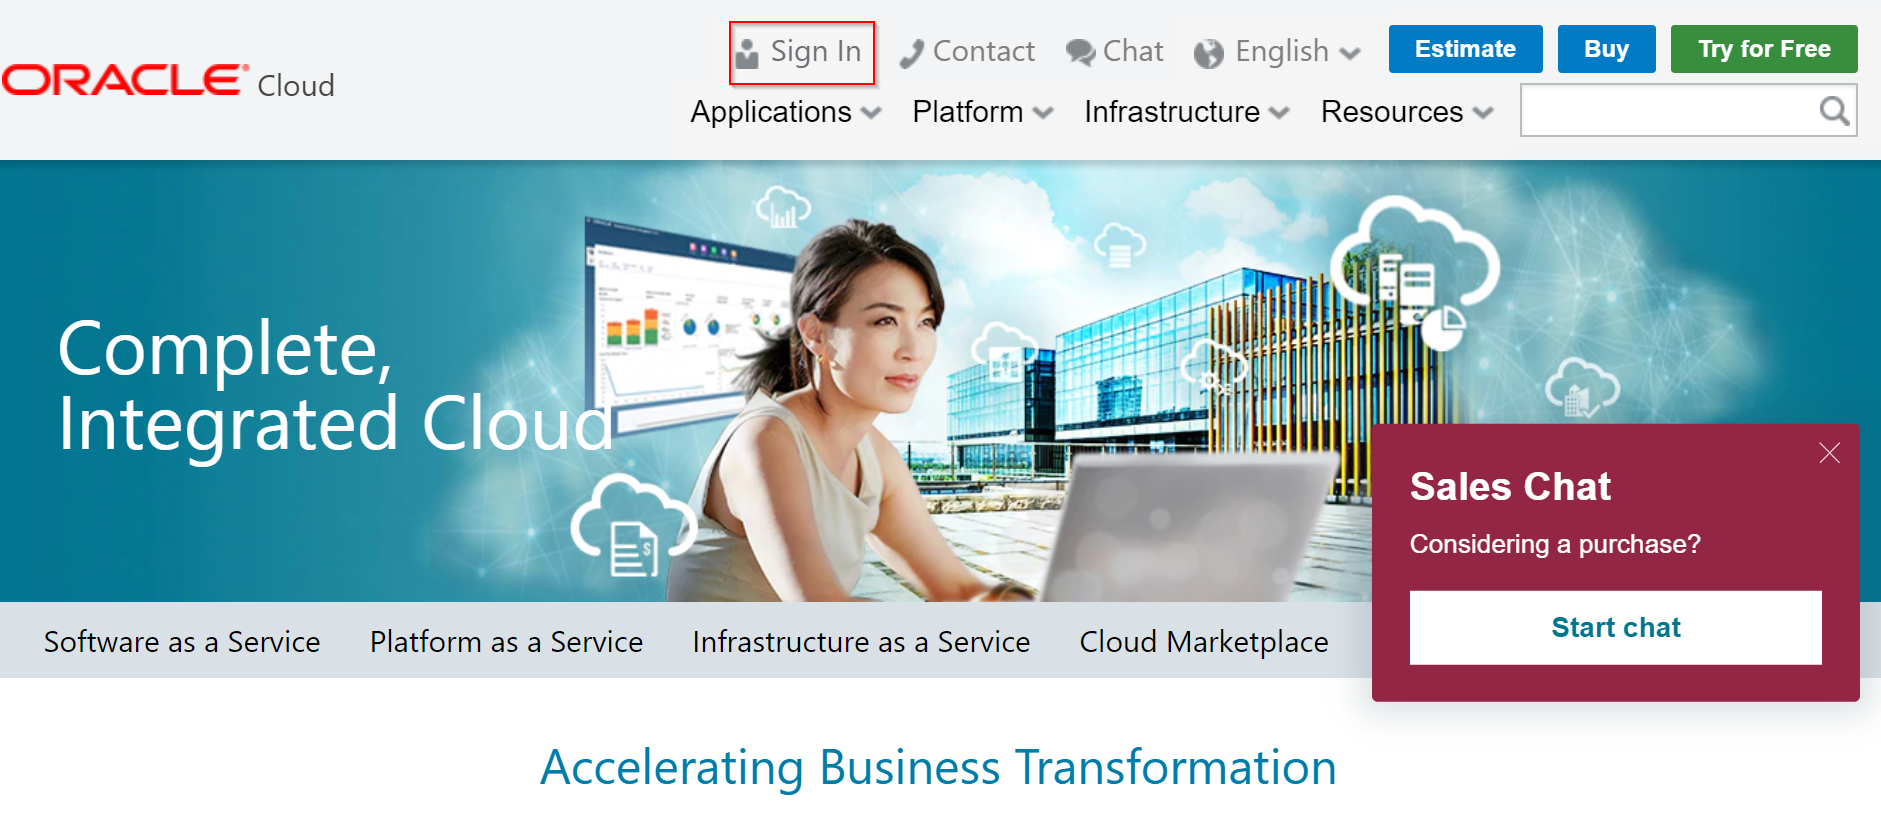 Sign In
Contact
Chat
English
Estimate
Buy
Try for Free
ORACLE Cloud
Applications
Platform
Infrastructure
Resources
Complete,
Integrated Cloud
$
Sales Chat
Considering a purchase?
Start chat
Software as a Service
Platform as a Service
Infrastructure as a Service
Cloud Marketplace
Accelerating Business Transformation